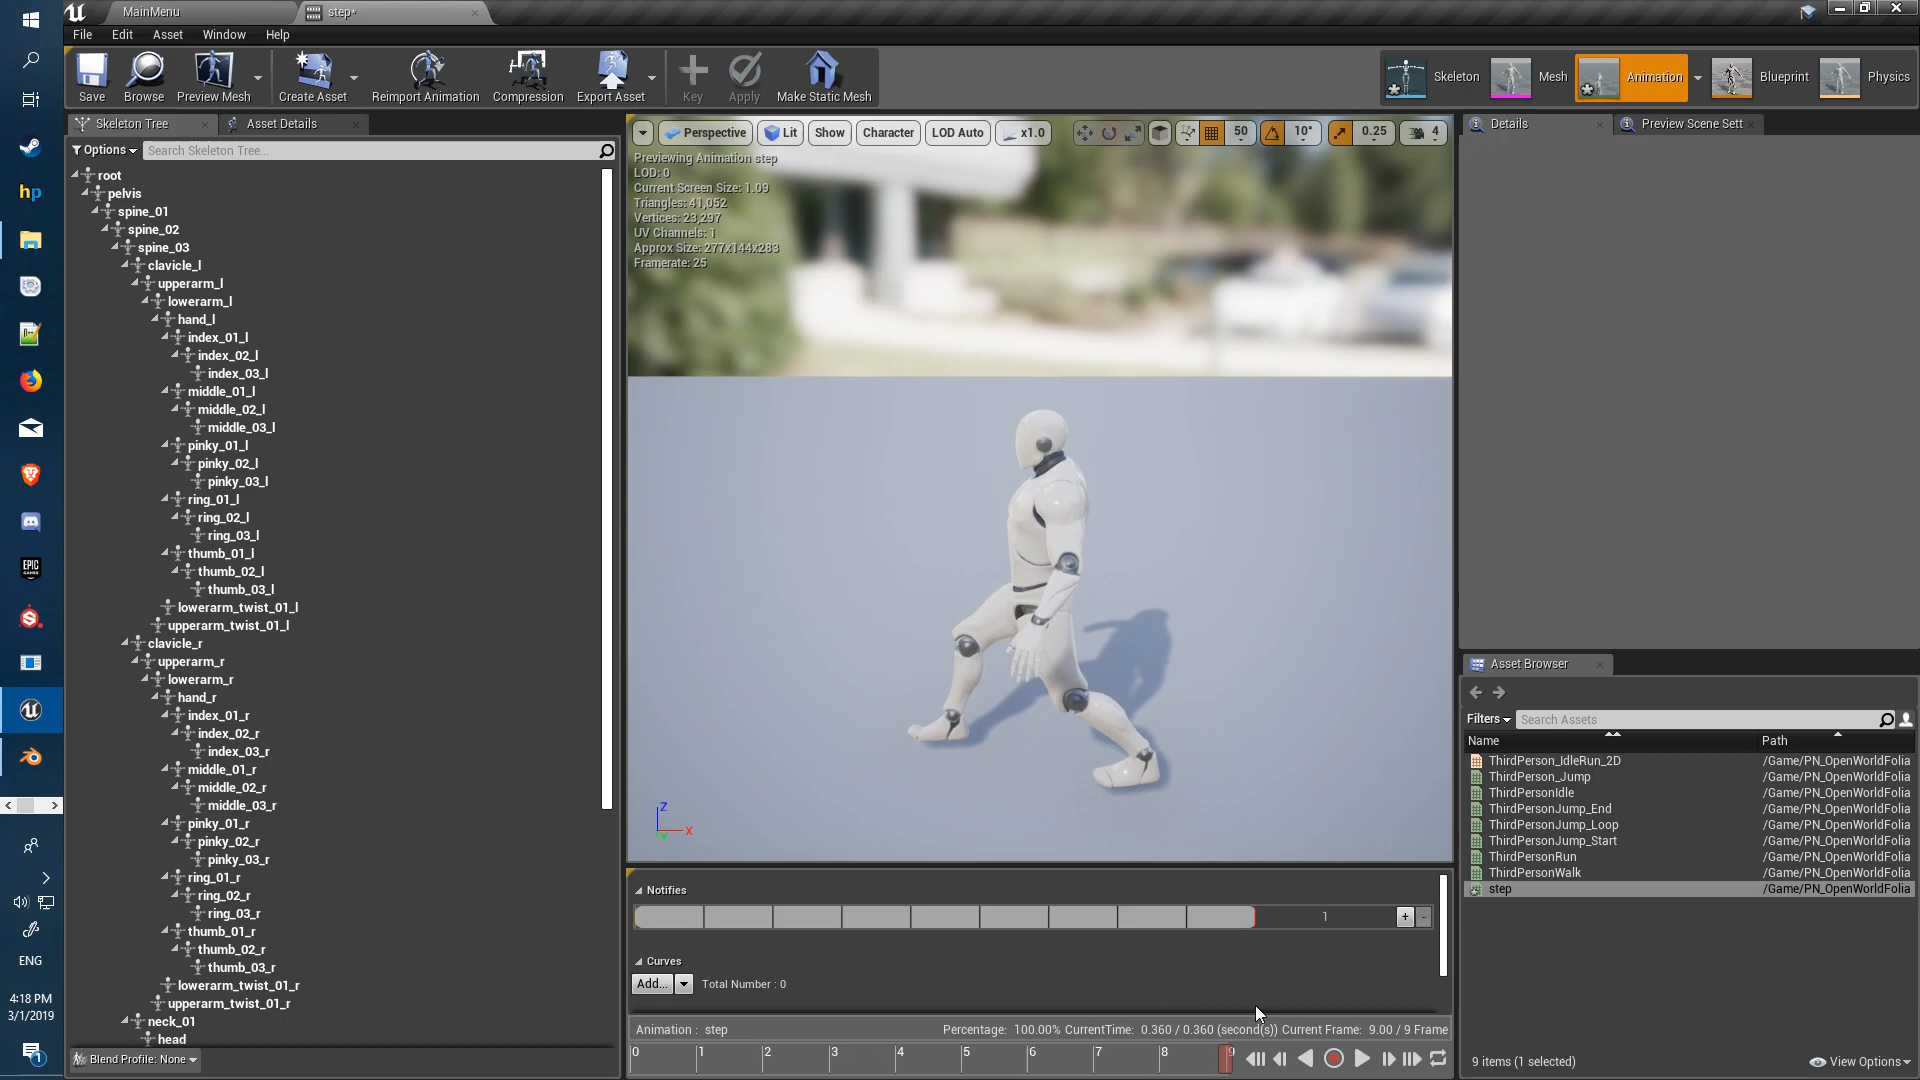 MainMenu
step*
File Edit Asset Window Help
Save
Browse
Preview Mesh
Create Asset
Reimport Animation
Compression
Export Asset
Key
Apply
Make Static Mesh
Skeleton
Mesh
Animation
Blueprint
Physics
Skeleton Tree
Asset Details
Options
Search Skeleton Tree...
root
pelvis
spine_01
spine_02
spine_03
clavicle_l
upperarm_l
lowerarm_l
hand_l
index_01_l
index_02_l
index_03_l
middle_01_l
middle_02_l
middle_03_l
pinky_01_l
pinky_02_l
pinky_03_l
ring_01_l
ring_02_l
ring_03_l
thumb_01_l
thumb_02_l
thumb_03_l
lowerarm_twist_01_l
upperarm_twist_01_l
clavicle_r
upperarm_r
lowerarm_r
hand_r
index_01_r
index_02_r
index_03_r
middle_01_r
middle_02_r
middle_03_r
pinky_01_r
pinky_02_r
pinky_03_r
ring_01_r
ring_02_r
ring_03_r
thumb_01_r
thumb_02_r
thumb_03_r
lowerarm_twist_01_r
upperarm_twist_01_r
neck_01
head
Blend Profile: None
Perspective Lit Show Character LOD Auto x1.0 50 10° 0.25 4
Previewing Animation step
LOD: 0
Current Screen Size: 1.09
Triangles: 41,052
Vertices: 23,297
UV Channels: 1
Approx Size: 277x144x283
Framerate: 25
Z
X
Y
Notifies
1
+ -
Curves
Add... Total Number : 0
Animation : step Percentage: 100.00% CurrentTime: 0.360 / 0.360 (second(s)) Current Frame: 9.00 / 9 Frame
0 1 2 3 4 5 6 7 8 9
Details
Preview Scene Sett
Asset Browser
Filters Search Assets
Name Path
ThirdPerson_IdleRun_2D /Game/PN_OpenWorldFolia
ThirdPerson_Jump /Game/PN_OpenWorldFolia
ThirdPersonIdle /Game/PN_OpenWorldFolia
ThirdPersonJump_End /Game/PN_OpenWorldFolia
ThirdPersonJump_Loop /Game/PN_OpenWorldFolia
ThirdPersonJump_Start /Game/PN_OpenWorldFolia
ThirdPersonRun /Game/PN_OpenWorldFolia
ThirdPersonWalk /Game/PN_OpenWorldFolia
step /Game/PN_OpenWorldFolia
9 items (1 selected)
View Options
hp
EPIC
GAMES
ENG
4:18 PM
3/1/2019
1